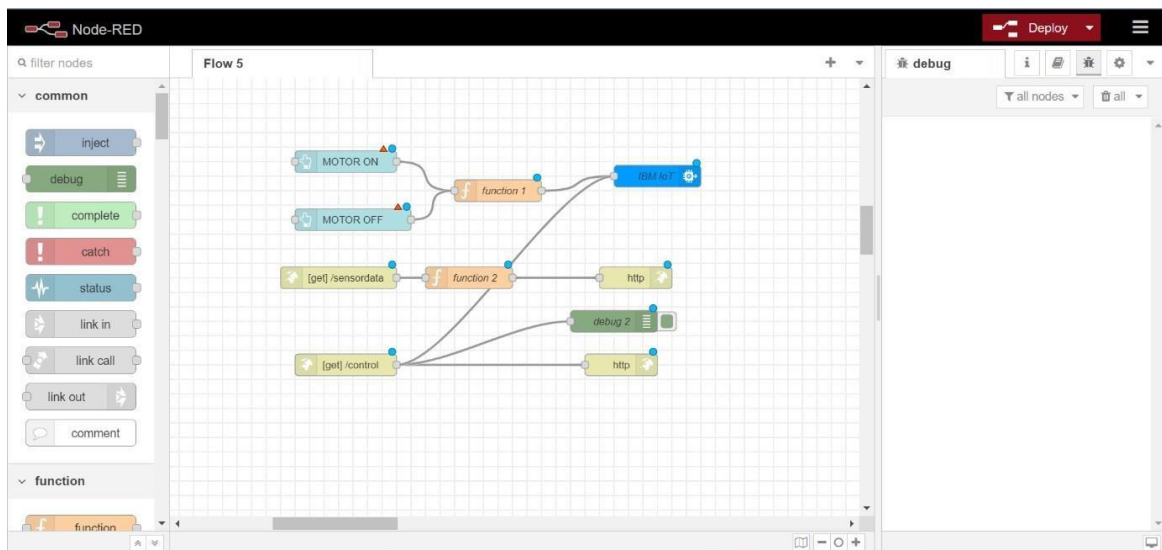 Node-RED
Deploy
filter nodes
Flow 5
debug
i
all nodes
all
common
inject
debug
complete
catch
status
link in
link call
link out
comment
function
function
MOTOR ON
MOTOR OFF
function 1
IBM IoT
[get] /sensordata
function 2
http
debug 2
[get] /control
http